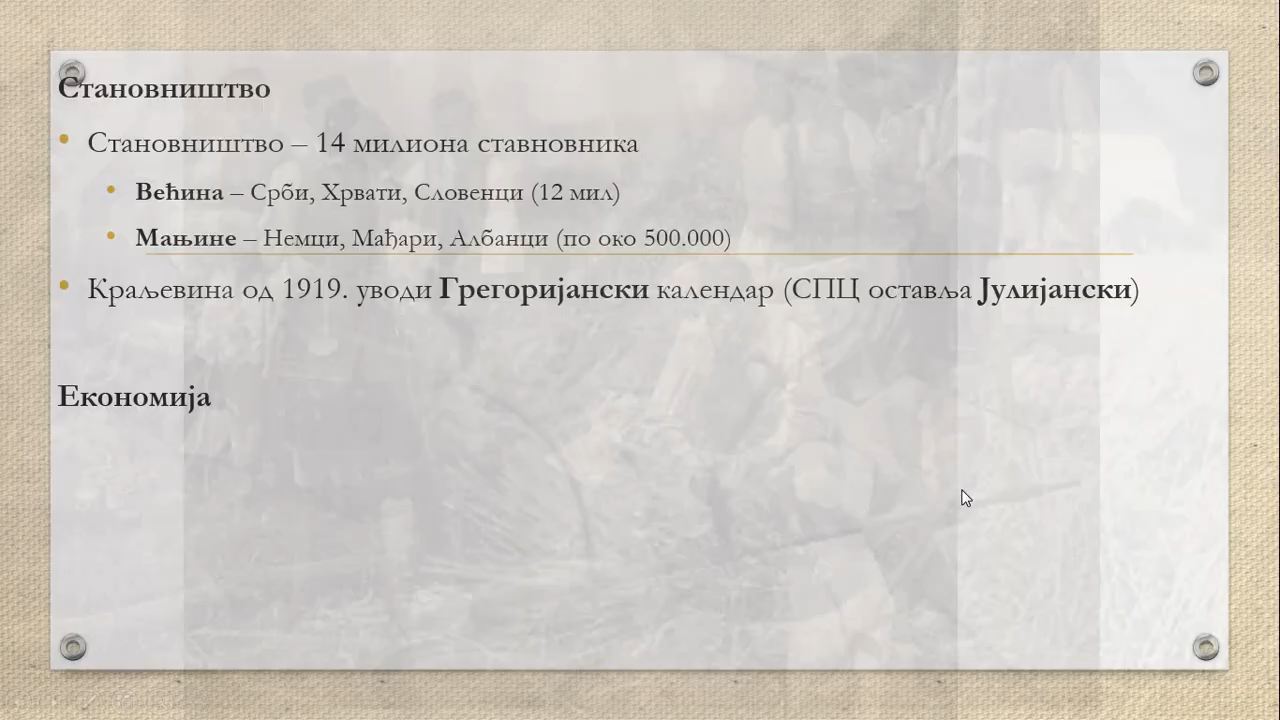 Становништво
Становништво – 14 милиона ставновника
Већина – Срби, Хрвати, Словенци (12 мил)
Мањине – Немци, Мађари, Албанци (по око 500.000)
Краљевина од 1919. уводи Грегоријански календар (СПЦ оставља Јулијански)
Економија